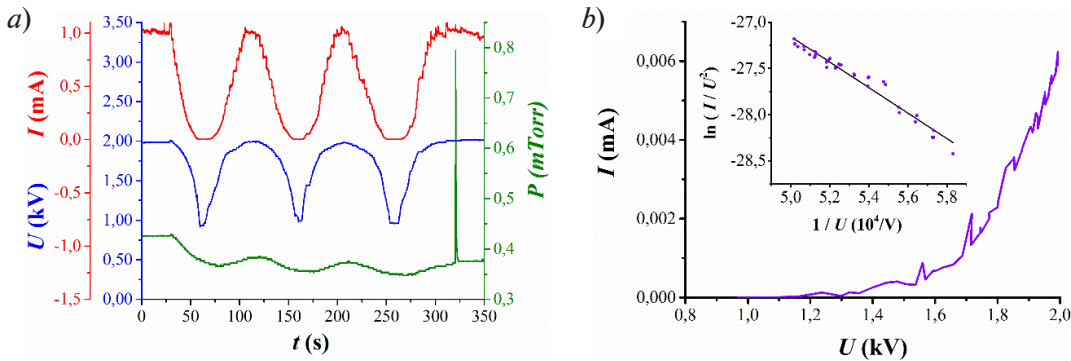 a)
I (mA)
1,0
0,5
0,0
-0,5
-1,0
-1,5
U (kV)
3,50
3,00
2,50
2,00
1,50
1,00
0,50
0,00
0 50 100 150 200 250 300 350
t (s)
P (mTorr)
0,8
0,7
0,6
0,5
0,4
0,3
b)
I (mA)
0,006
0,004
0,002
0,000
0,8 1,0 1,2 1,4 1,6 1,8 2,0
U (kV)
ln (I / U²)
-27,0
-27,5
-28,0
-28,5
5,0 5,2 5,4 5,6 5,8
1 / U (10⁴/V)